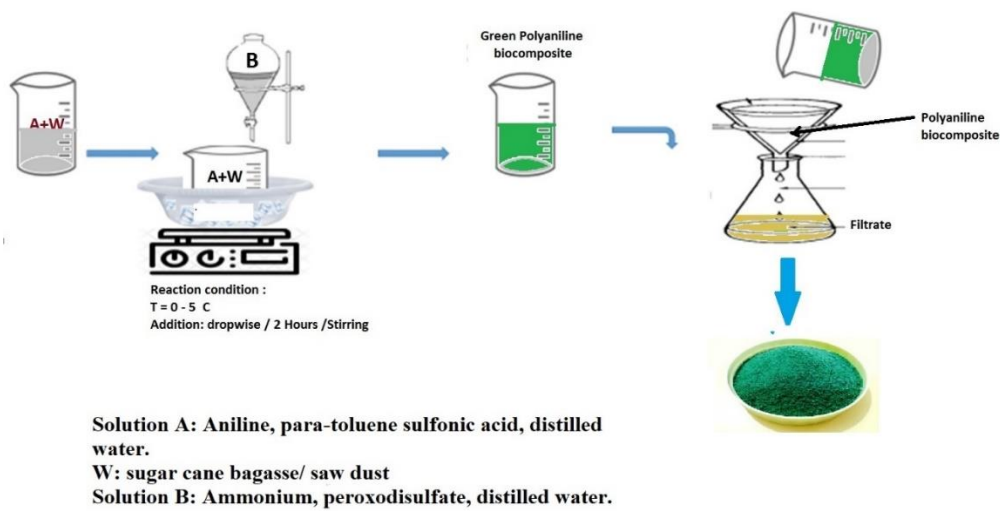 A+W
B
A+W
Reaction condition :
T = 0 - 5 C
Addition: dropwise / 2 Hours /Stirring
Green Polyaniline
biocomposite
Polyaniline
biocomposite
Filtrate
Solution A: Aniline, para-toluene sulfonic acid, distilled
water.
W: sugar cane bagasse/ saw dust
Solution B: Ammonium, peroxodisulfate, distilled water.